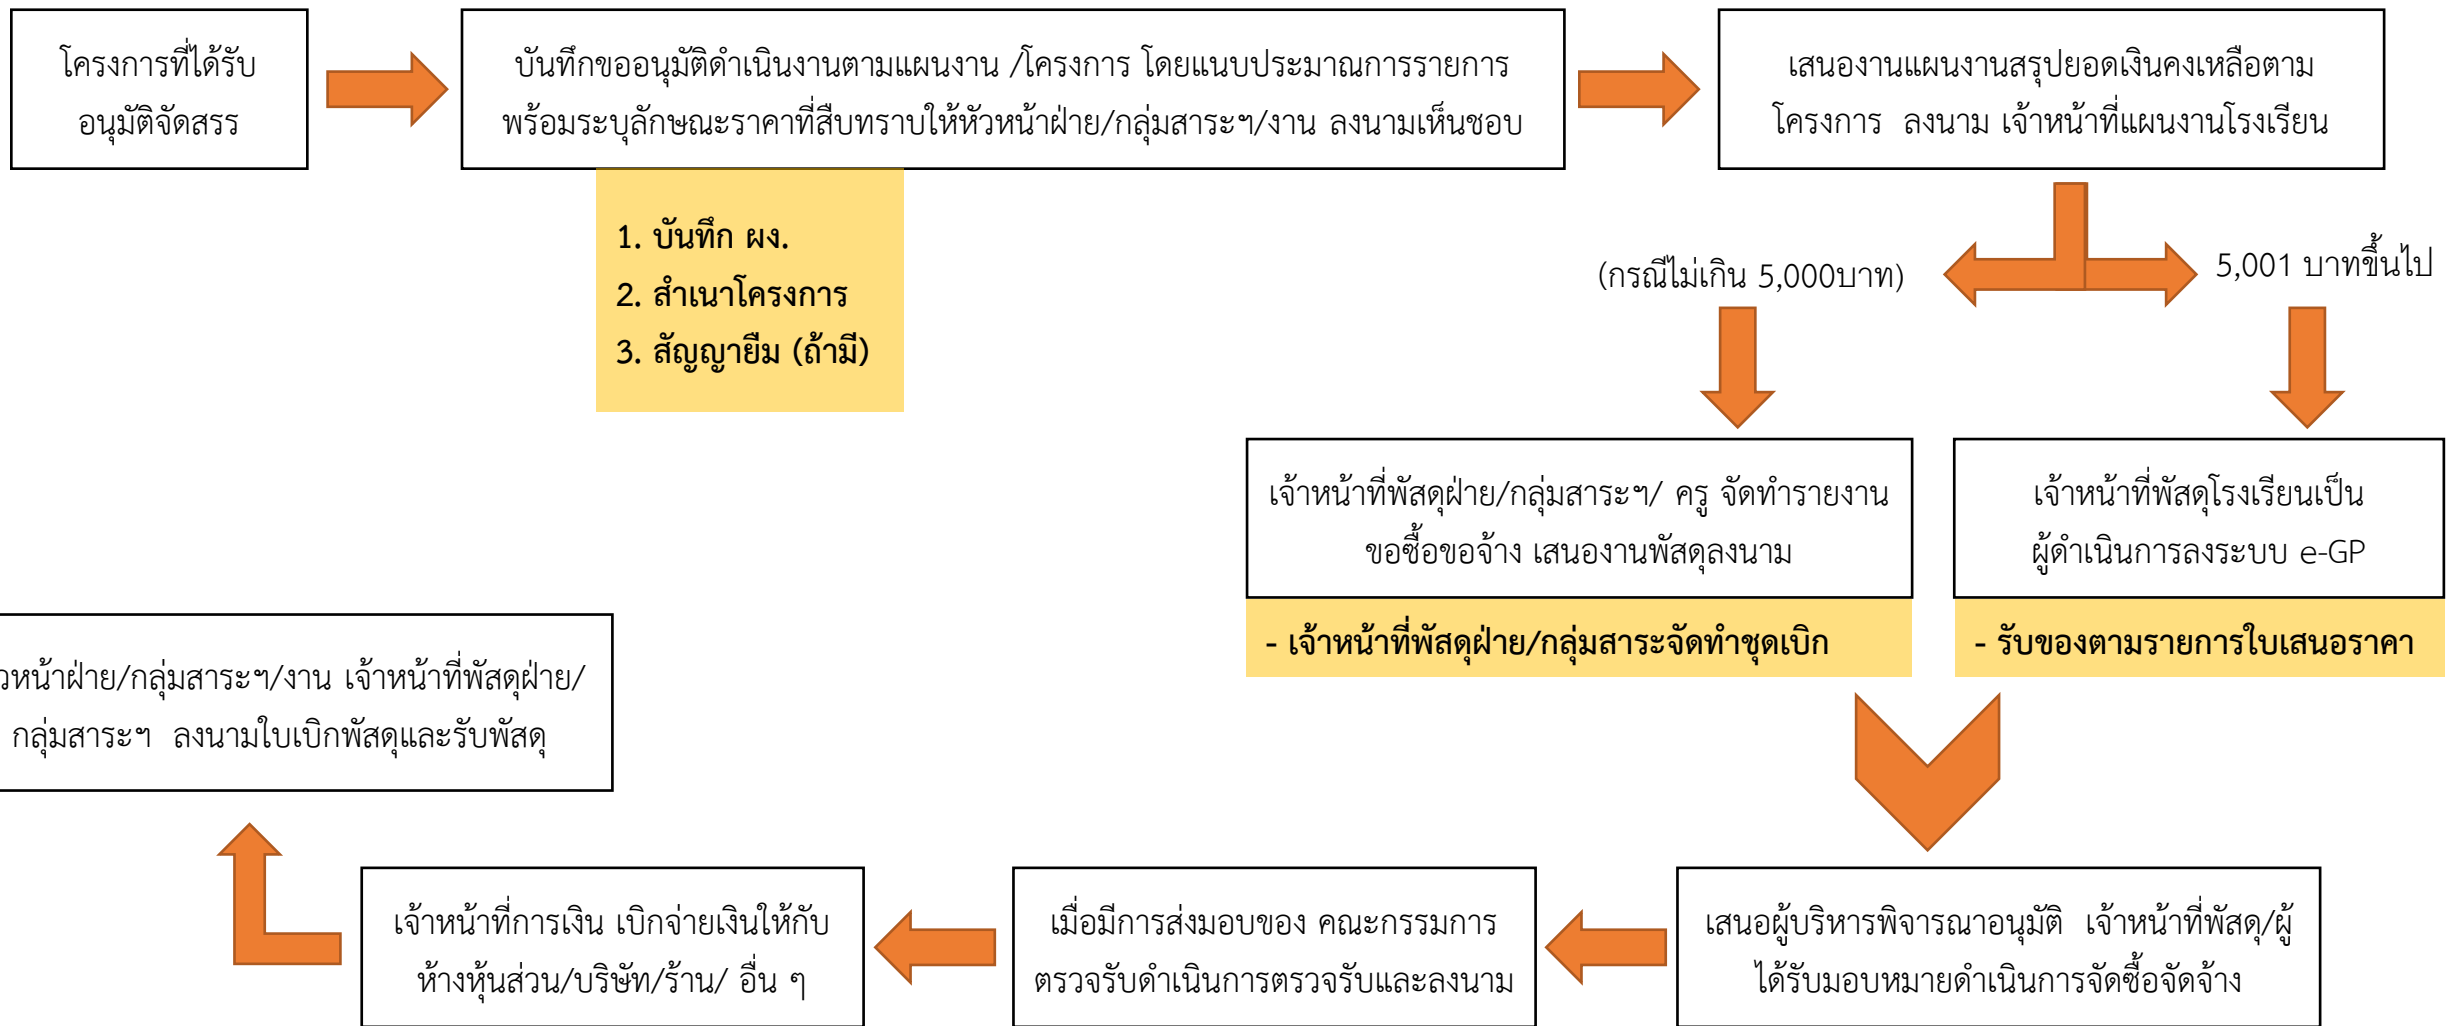 โครงการที่ได้รับ
อนุมัติจัดสรร
บันทึกขออนุมัติดำเนินงานตามแผนงาน /โครงการ โดยแนบประมาณการรายการ
พร้อมระบุลักษณะราคาที่สืบทราบให้หัวหน้าฝ่าย/กลุ่มสาระฯ/งาน ลงนามเห็นชอบ
1. บันทึก ผง.
2. สำเนาโครงการ
3. สัญญายืม (ถ้ามี)
เสนองานแผนงานสรุปยอดเงินคงเหลือตาม
โครงการ ลงนาม เจ้าหน้าที่แผนงานโรงเรียน
(กรณีไม่เกิน 5,000บาท)
5,001 บาทขึ้นไป
เจ้าหน้าที่พัสดุฝ่าย/กลุ่มสาระฯ/ ครู จัดทำรายงาน
ขอซื้อขอจ้าง เสนองานพัสดุลงนาม
- เจ้าหน้าที่พัสดุฝ่าย/กลุ่มสาระจัดทำชุดเบิก
เจ้าหน้าที่พัสดุโรงเรียนเป็น
ผู้ดำเนินการลงระบบ e-GP
- รับของตามรายการใบเสนอราคา
เสนอผู้บริหารพิจารณาอนุมัติ เจ้าหน้าที่พัสดุ/ผู้
ได้รับมอบหมายดำเนินการจัดซื้อจัดจ้าง
เมื่อมีการส่งมอบของ คณะกรรมการ
ตรวจรับดำเนินการตรวจรับและลงนาม
เจ้าหน้าที่การเงิน เบิกจ่ายเงินให้กับ
ห้างหุ้นส่วน/บริษัท/ร้าน/ อื่น ๆ
วหน้าฝ่าย/กลุ่มสาระฯ/งาน เจ้าหน้าที่พัสดุฝ่าย/
กลุ่มสาระฯ ลงนามใบเบิกพัสดุและรับพัสดุ